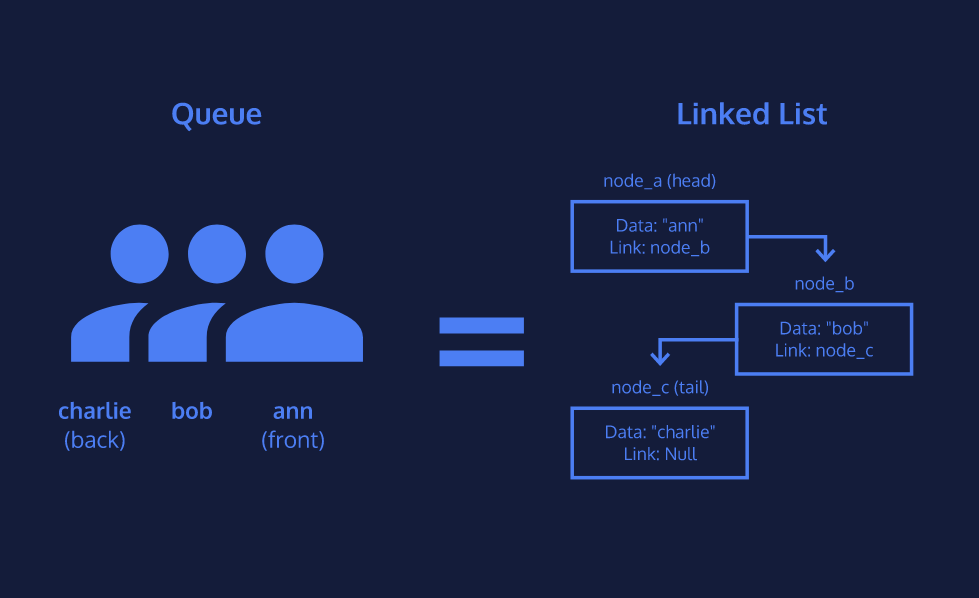 Queue
charlie
(back)
bob
ann
(front)
Linked List
node_a (head)
Data: "ann"
Link: node_b
node_b
Data: "bob"
Link: node_c
node_c (tail)
Data: "charlie"
Link: Null